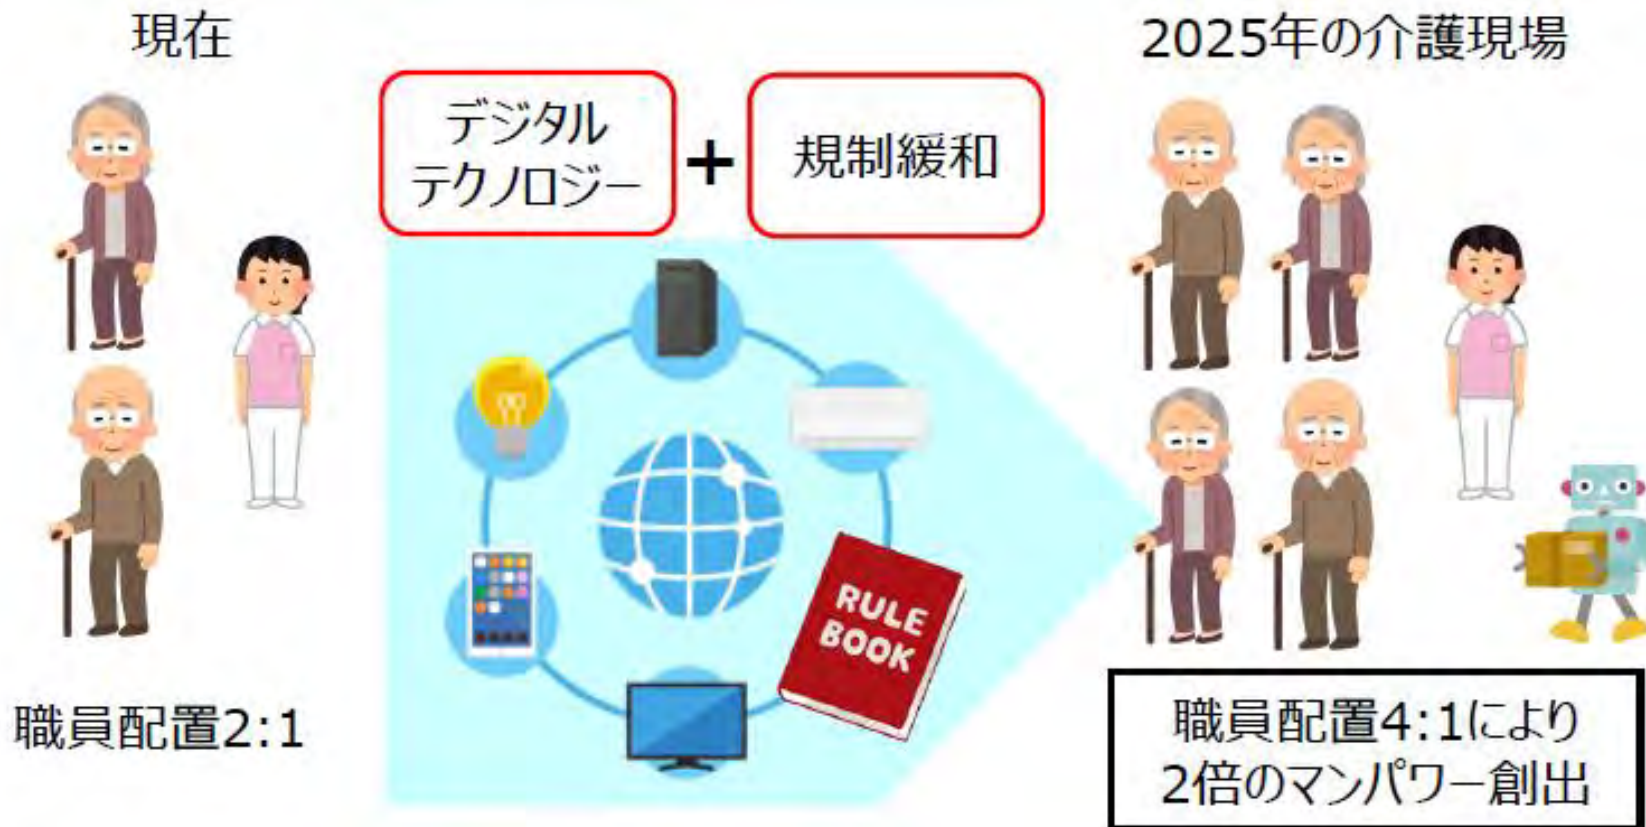 現在
デジタル
テクノロジー
+
規制緩和
2025年の介護現場
RULE
BOOK
職員配置2:1
職員配置4:1により
2倍のマンパワー創出